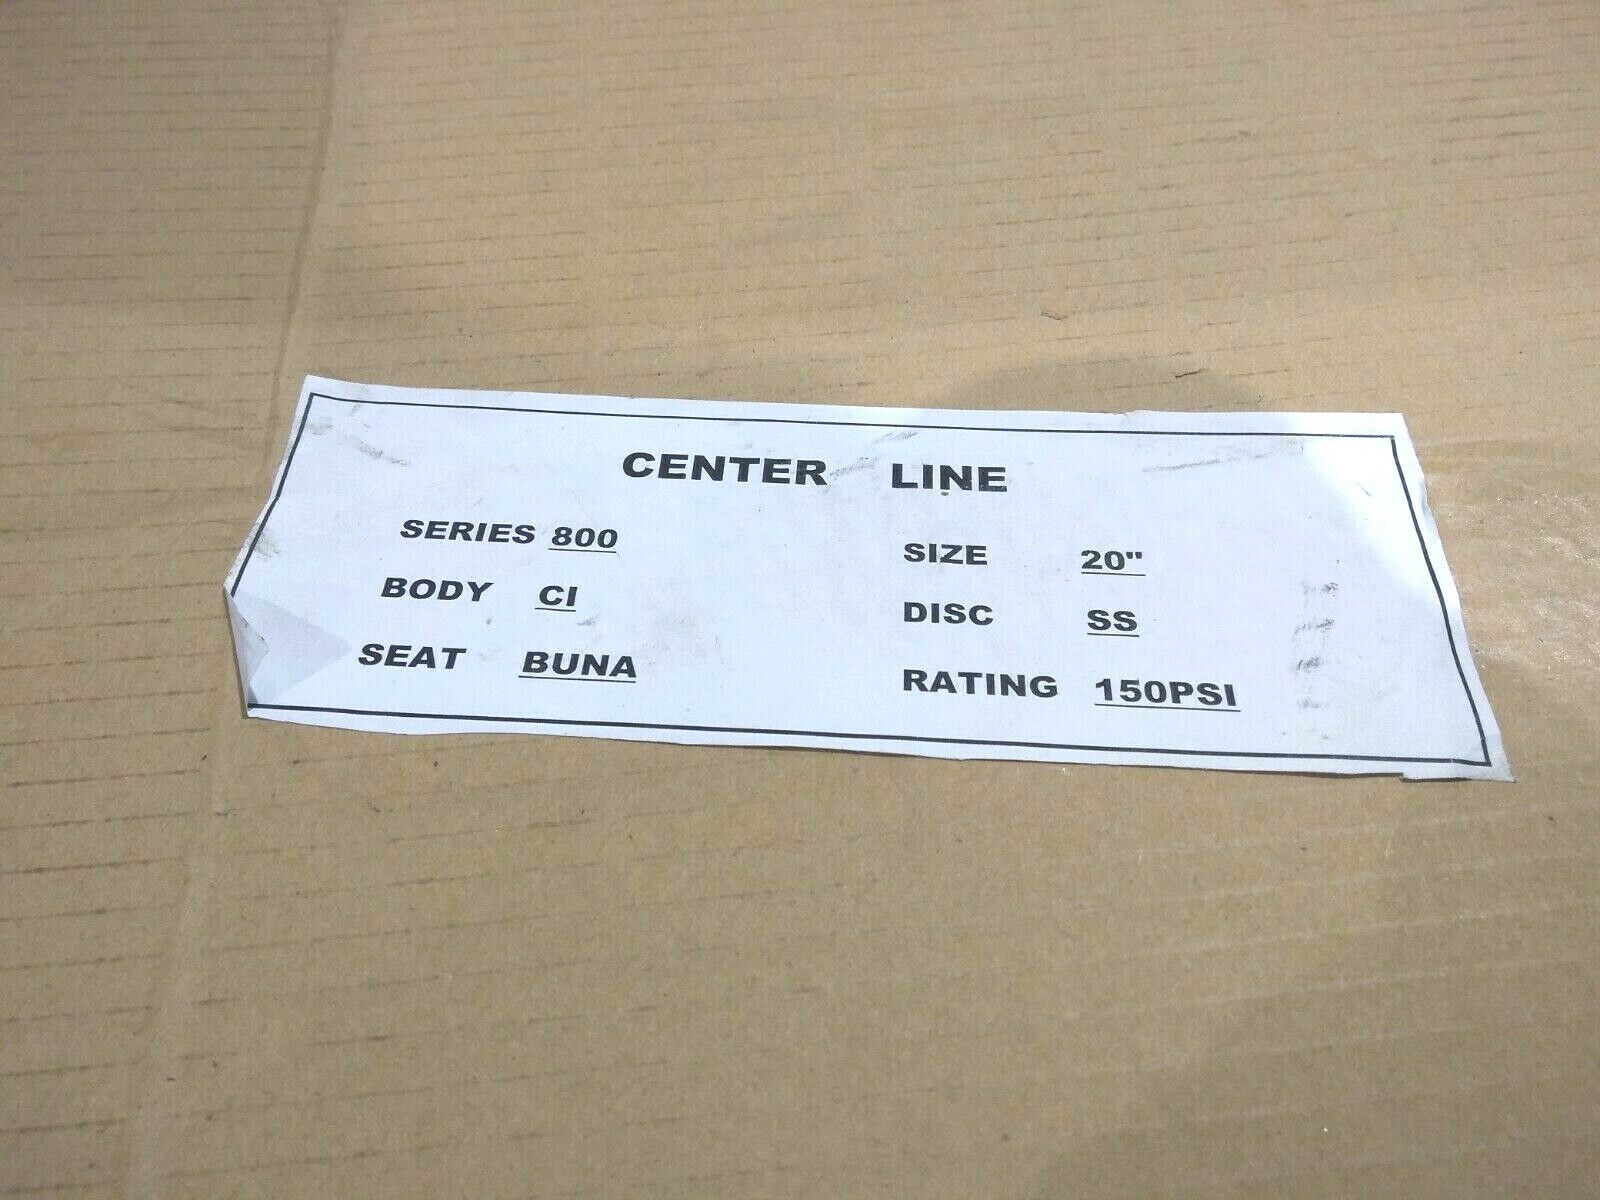 CENTER LINE
SERIES 800 SIZE 20"
BODY CI DISC SS
SEAT BUNA RATING 150PSI